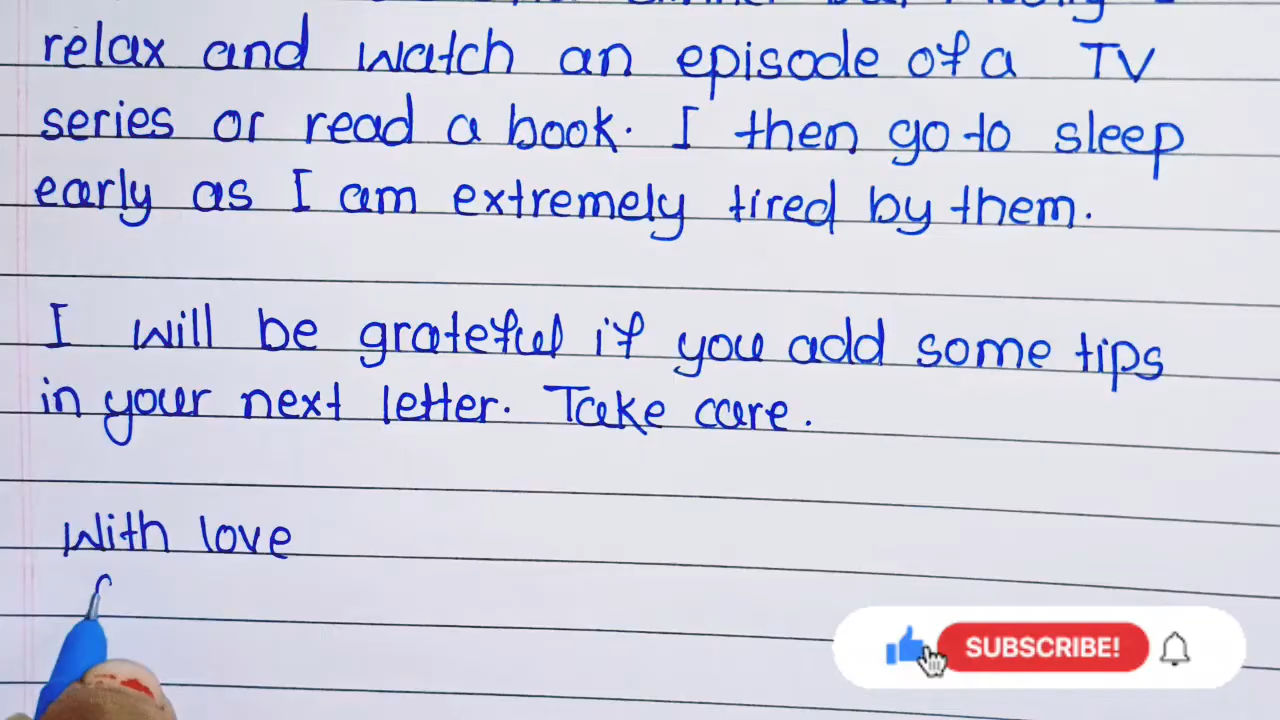 relax and watch an episode of a TV
series or read a book. I then go to sleep
early as I am extremely tired by them.
I will be grateful if you add some tips
in your next letter. Take care.
With love
SUBSCRIBE!